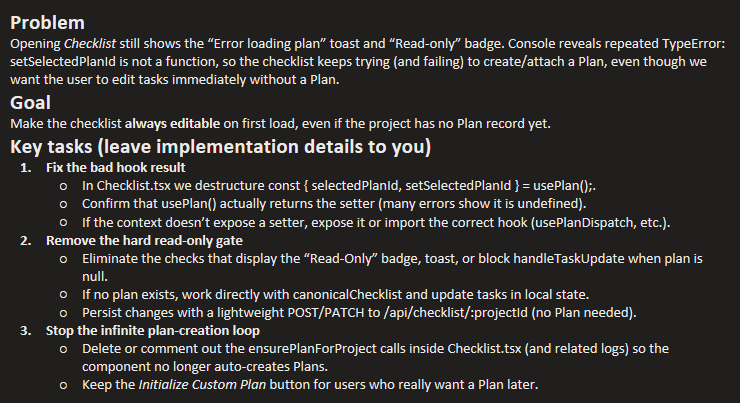 Problem
Opening Checklist still shows the “Error loading plan” toast and “Read-only” badge. Console reveals repeated TypeError:
setSelectedPlanId is not a function, so the checklist keeps trying (and failing) to create/attach a Plan, even though we
want the user to edit tasks immediately without a Plan.
Goal
Make the checklist always editable on first load, even if the project has no Plan record yet.
Key tasks (leave implementation details to you)
1. Fix the bad hook result
o In Checklist.tsx we destructure const { selectedPlanId, setSelectedPlanId } = usePlan();.
o Confirm that usePlan() actually returns the setter (many errors show it is undefined).
o If the context doesn’t expose a setter, expose it or import the correct hook (usePlanDispatch, etc.).
2. Remove the hard read-only gate
o Eliminate the checks that display the “Read-Only” badge, toast, or block handleTaskUpdate when plan is
null.
o If no plan exists, work directly with canonicalChecklist and update tasks in local state.
o Persist changes with a lightweight POST/PATCH to /api/checklist/:projectId (no Plan needed).
3. Stop the infinite plan-creation loop
o Delete or comment out the ensurePlanForProject calls inside Checklist.tsx (and related logs) so the
component no longer auto-creates Plans.
o Keep the Initialize Custom Plan button for users who really want a Plan later.